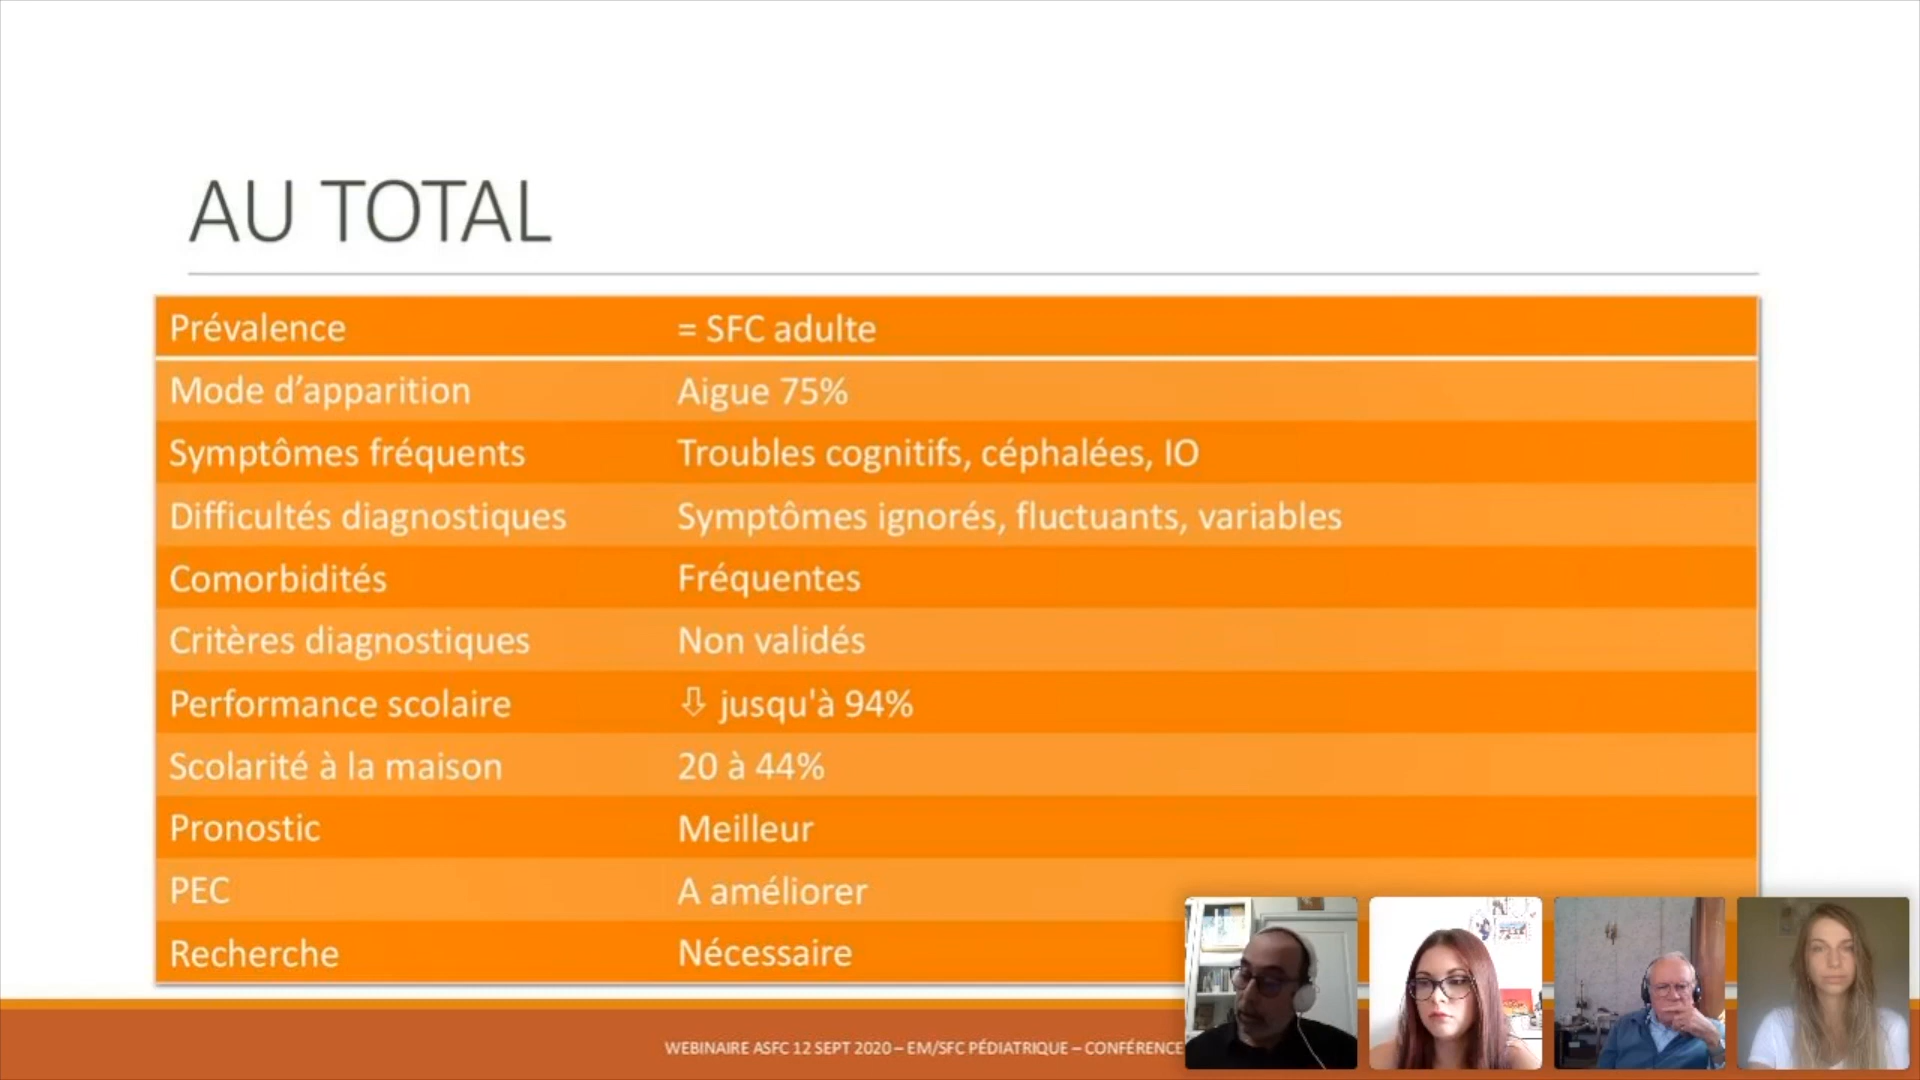 AU TOTAL
Prévalence = SFC adulte
Mode d’apparition Aigue 75%
Symptômes fréquents Troubles cognitifs, céphalées, IO
Difficultés diagnostiques Symptômes ignorés, fluctuants, variables
Comorbidités Fréquentes
Critères diagnostiques Non validés
Performance scolaire ⇩ jusqu'à 94%
Scolarité à la maison 20 à 44%
Pronostic Meilleur
PEC A améliorer
Recherche Nécessaire
WEBINAIRE ASFC 12 SEPT 2020 – EM/SFC PÉDIATRIQUE – CONFÉRENCE